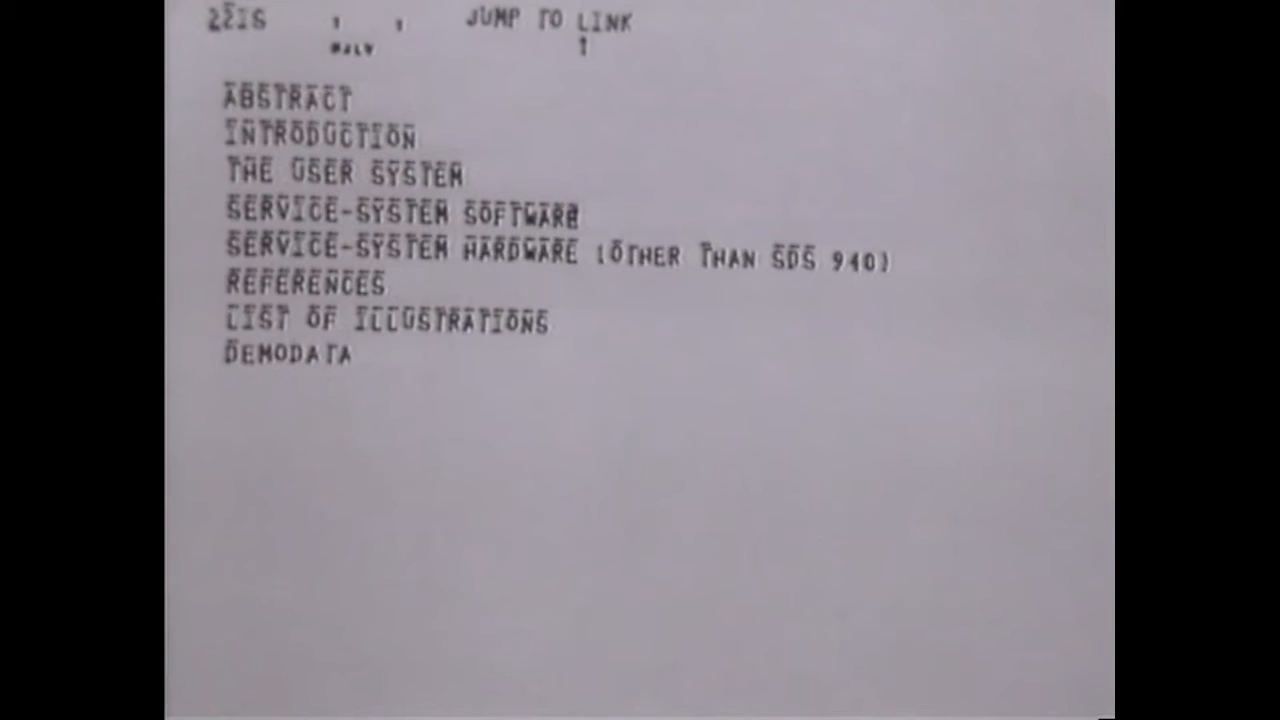 JUMP TO LINK
ABSTRACT
INTRODUCTION
THE USER SYSTEM
SERVICE-SYSTEM SOFTWARE
SERVICE-SYSTEM HARDWARE (OTHER THAN SDS 940)
REFERENCES
LIST OF ILLUSTRATIONS
DEMODATA